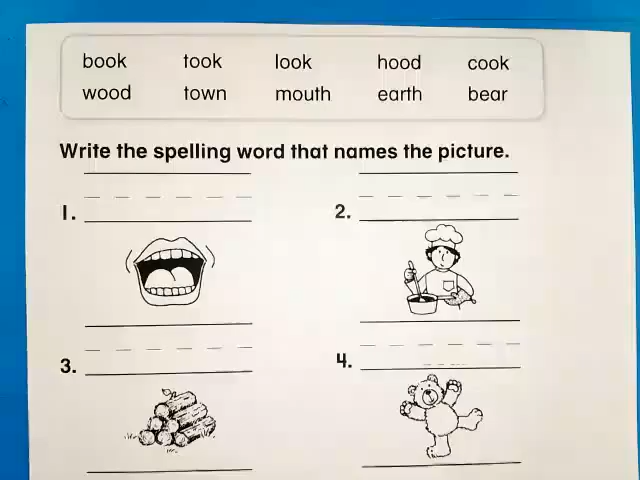 book took look hood cook
wood town mouth earth bear
Write the spelling word that names the picture.
1. 2.
3. 4.